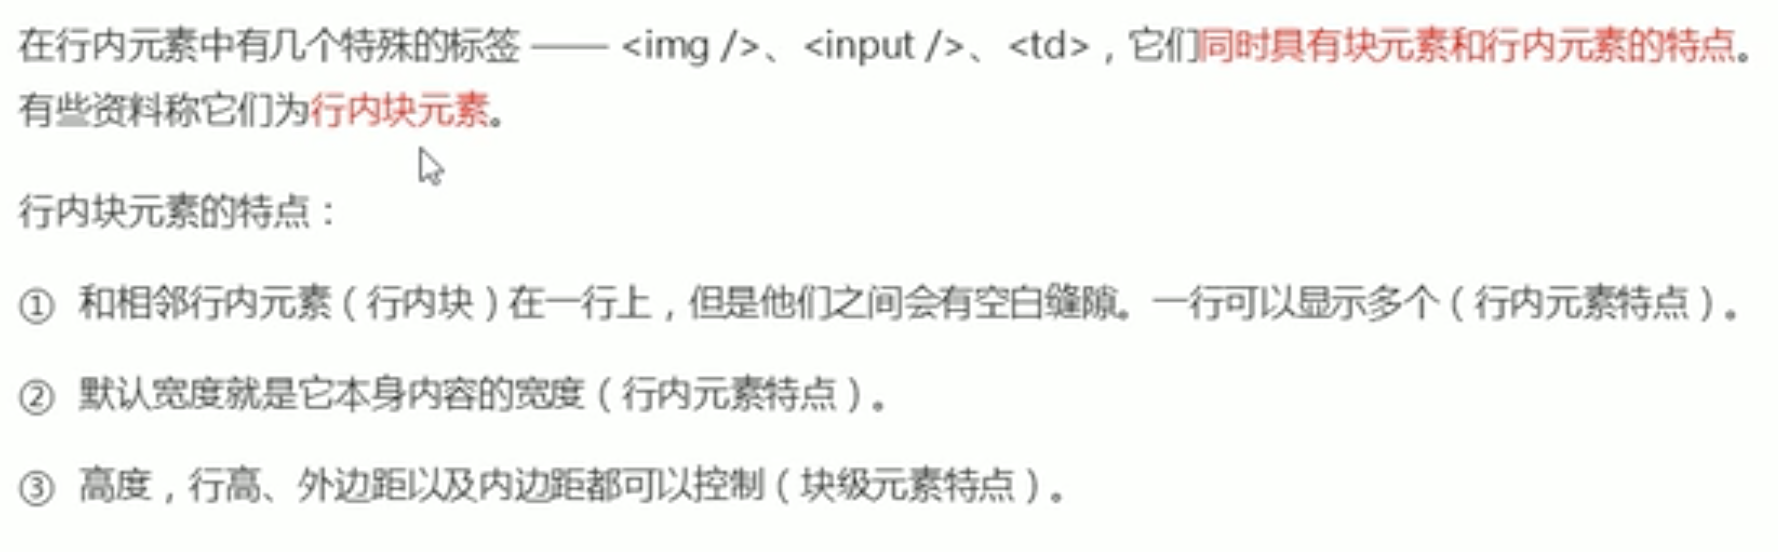 在行内元素中有几个特殊的标签 —— <img />、<input />、<td>，它们同时具有块元素和行内元素的特点。
有些资料称它们为行内块元素。
行内块元素的特点：
① 和相邻行内元素（行内块）在一行上，但是他们之间会有空白缝隙。一行可以显示多个（行内元素特点）。
② 默认宽度就是它本身内容的宽度（行内元素特点）。
③ 高度，行高、外边距以及内边距都可以控制（块级元素特点）。